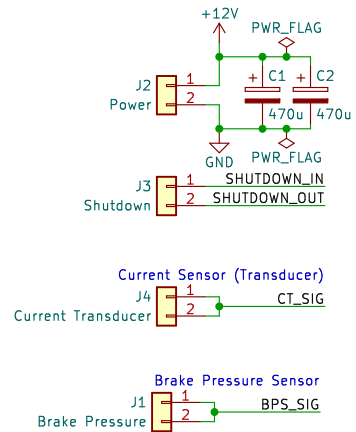 +12V
PWR_FLAG
J2
Power
1
2
+ C1
470u
+ C2
470u
GND
PWR_FLAG
J3
Shutdown
1
2
SHUTDOWN_IN
SHUTDOWN_OUT
Current Sensor (Transducer)
J4
Current Transducer
1
2
CT_SIG
Brake Pressure Sensor
J1
Brake Pressure
1
2
BPS_SIG